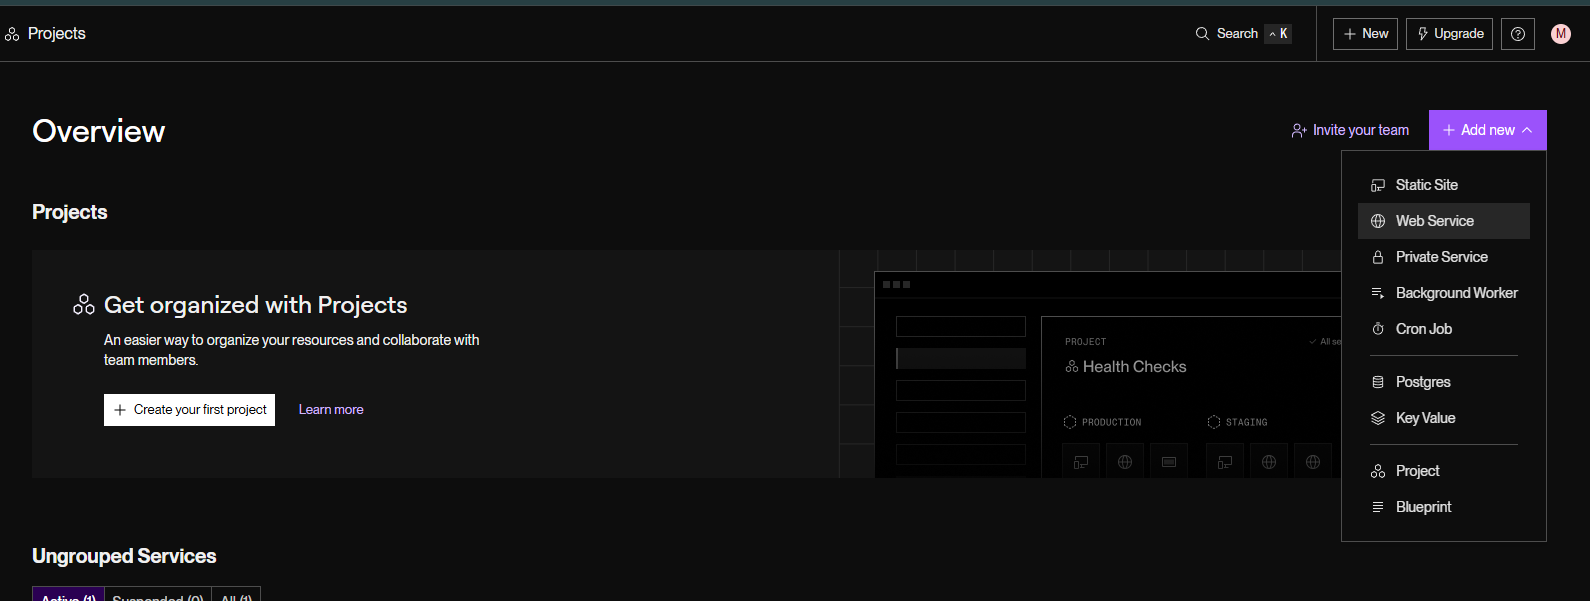 Projects
Search ^ K
+ New
Upgrade
M
Overview
Invite your team
+ Add new
Static Site
Web Service
Private Service
Background Worker
Cron Job
Postgres
Key Value
Project
Blueprint
Projects
Get organized with Projects
An easier way to organize your resources and collaborate with
team members.
+ Create your first project
Learn more
PROJECT
All se
Health Checks
PRODUCTION
STAGING
Ungrouped Services
Active (1)
Suspended (0)
All (1)